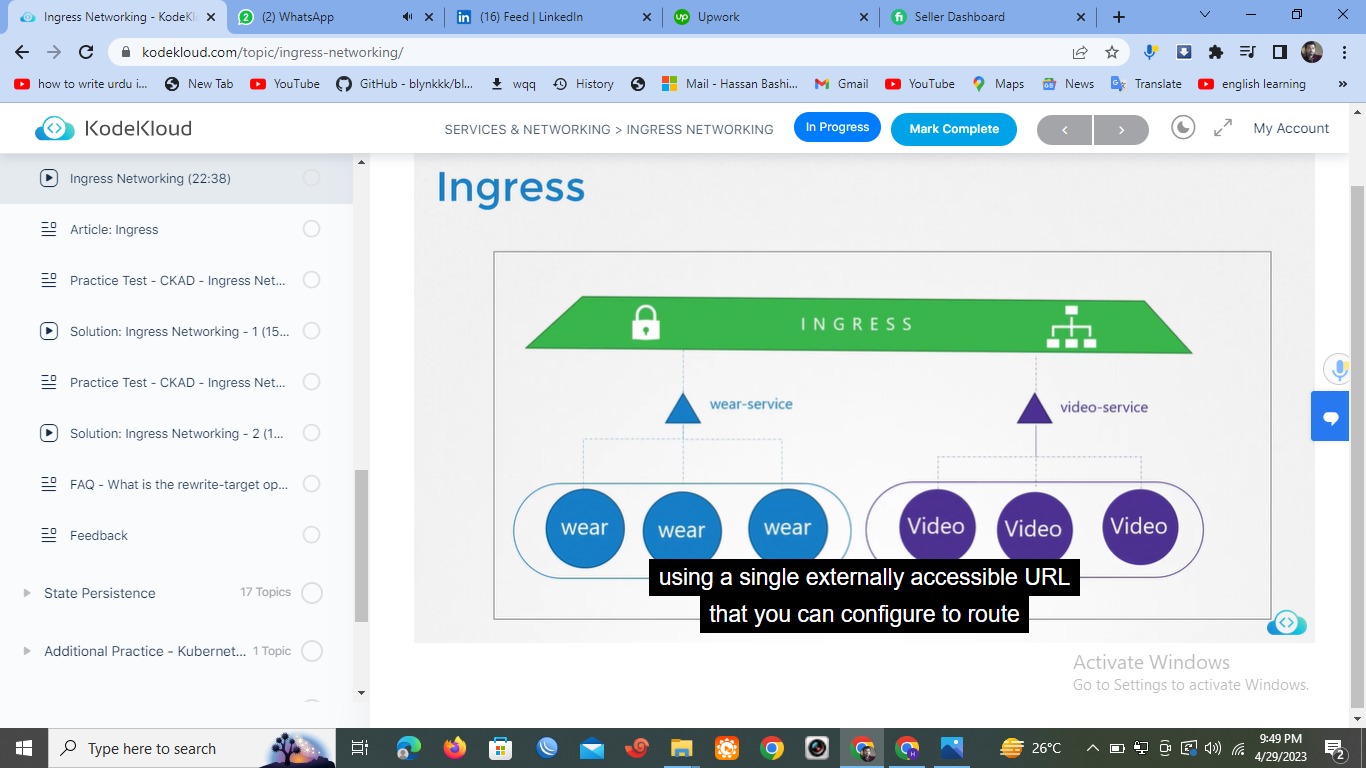 Ingress Networking - KodeKl
(2) WhatsApp
(16) Feed | LinkedIn
Upwork
Seller Dashboard
kodekloud.com/topic/ingress-networking/
how to write urdu i...
New Tab
YouTube
GitHub - blynkkk/bl...
wqq
History
Mail - Hassan Bashi...
Gmail
YouTube
Maps
News
Translate
english learning
KodeKloud
SERVICES & NETWORKING > INGRESS NETWORKING
In Progress
Mark Complete
My Account
Ingress Networking (22:38)
Article: Ingress
Practice Test - CKAD - Ingress Net...
Solution: Ingress Networking - 1 (15...
Practice Test - CKAD - Ingress Net...
Solution: Ingress Networking - 2 (1...
FAQ - What is the rewrite-target op...
Feedback
State Persistence
17 Topics
Additional Practice - Kubernet...
1 Topic
Ingress
INGRESS
wear-service
video-service
wear
wear
wear
Video
Video
Video
using a single externally accessible URL
that you can configure to route
Activate Windows
Go to Settings to activate Windows.
Type here to search
26°C
9:49 PM
4/29/2023
2